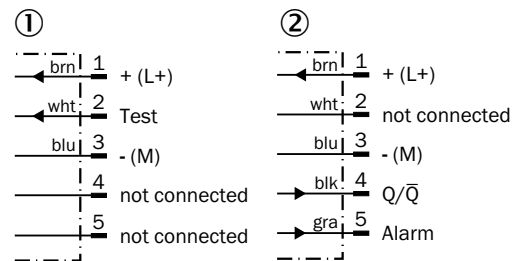 ①
brn 1 + (L+)
wht 2 Test
blu 3 - (M)
4 not connected
5 not connected
②
brn 1 + (L+)
wht 2 not connected
blu 3 - (M)
blk 4 Q/Q̅
gra 5 Alarm